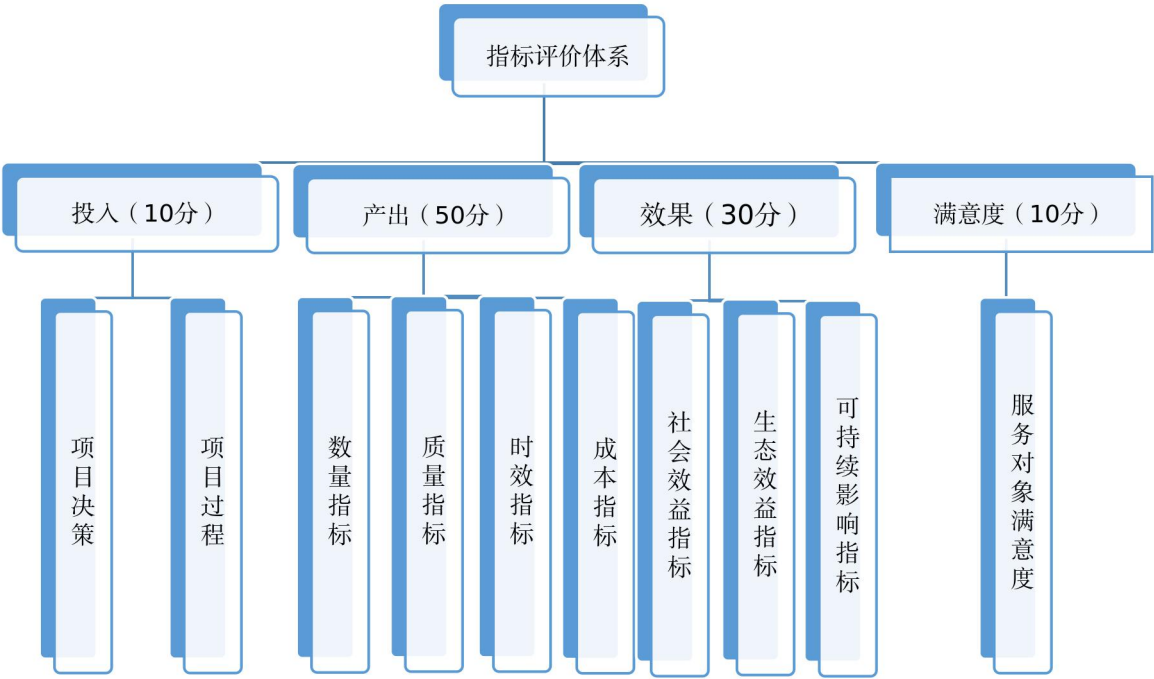 指标评价体系
投入（10分）
产出（50分）
效果（30分）
满意度（10分）
项目决策
项目过程
数量指标
质量指标
时效指标
成本指标
社会效益指标
生态效益指标
可持续影响指标
服务对象满意度